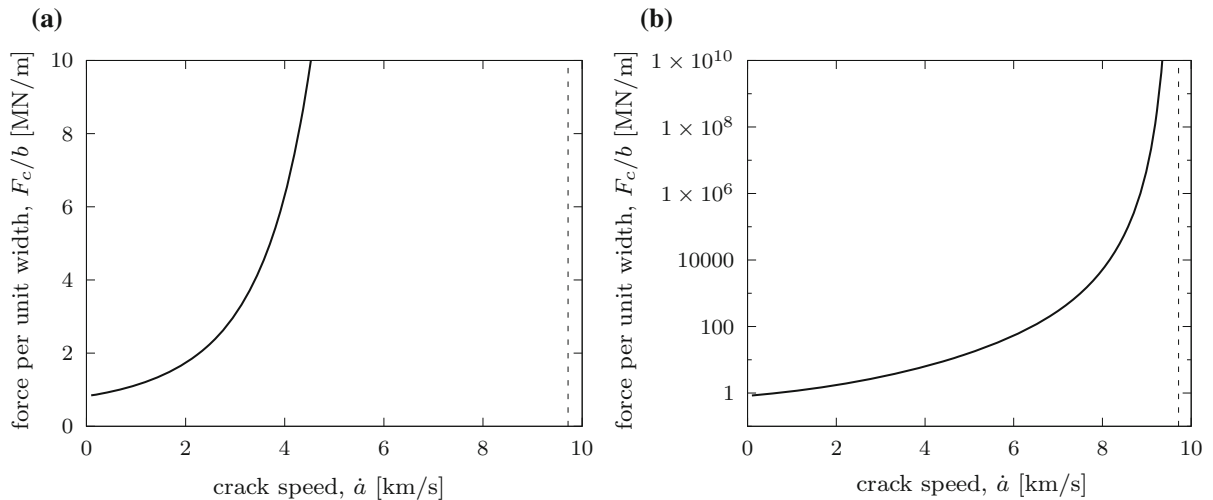 (a)
force per unit width, F_c/b [MN/m]
10
8
6
4
2
0
0 2 4 6 8 10
crack speed, ȧ [km/s]
(b)
force per unit width, F_c/b [MN/m]
1 × 10^10
1 × 10^8
1 × 10^6
10000
100
1
0 2 4 6 8 10
crack speed, ȧ [km/s]